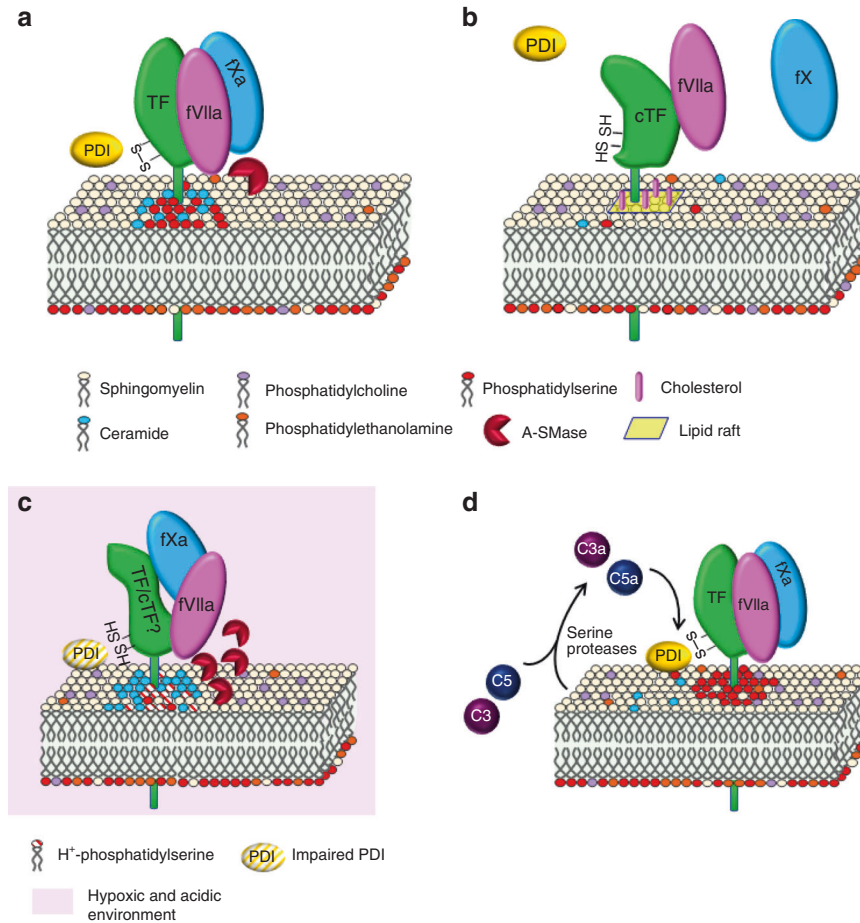 a
TF
fVIIa
fXa
PDI
S-S
b
PDI
cTF
fVIIa
fX
HS SH
Sphingomyelin
Phosphatidylcholine
Phosphatidylserine
Cholesterol
Ceramide
Phosphatidylethanolamine
A-SMase
Lipid raft
c
fXa
TF/cTF?
fVIIa
HS SH
PDI
d
C3a
C5a
TF
fVIIa
fXa
S-S
Serine
proteases
PDI
C5
C3
H⁺-phosphatidylserine
PDI
Impaired PDI
Hypoxic and acidic
environment